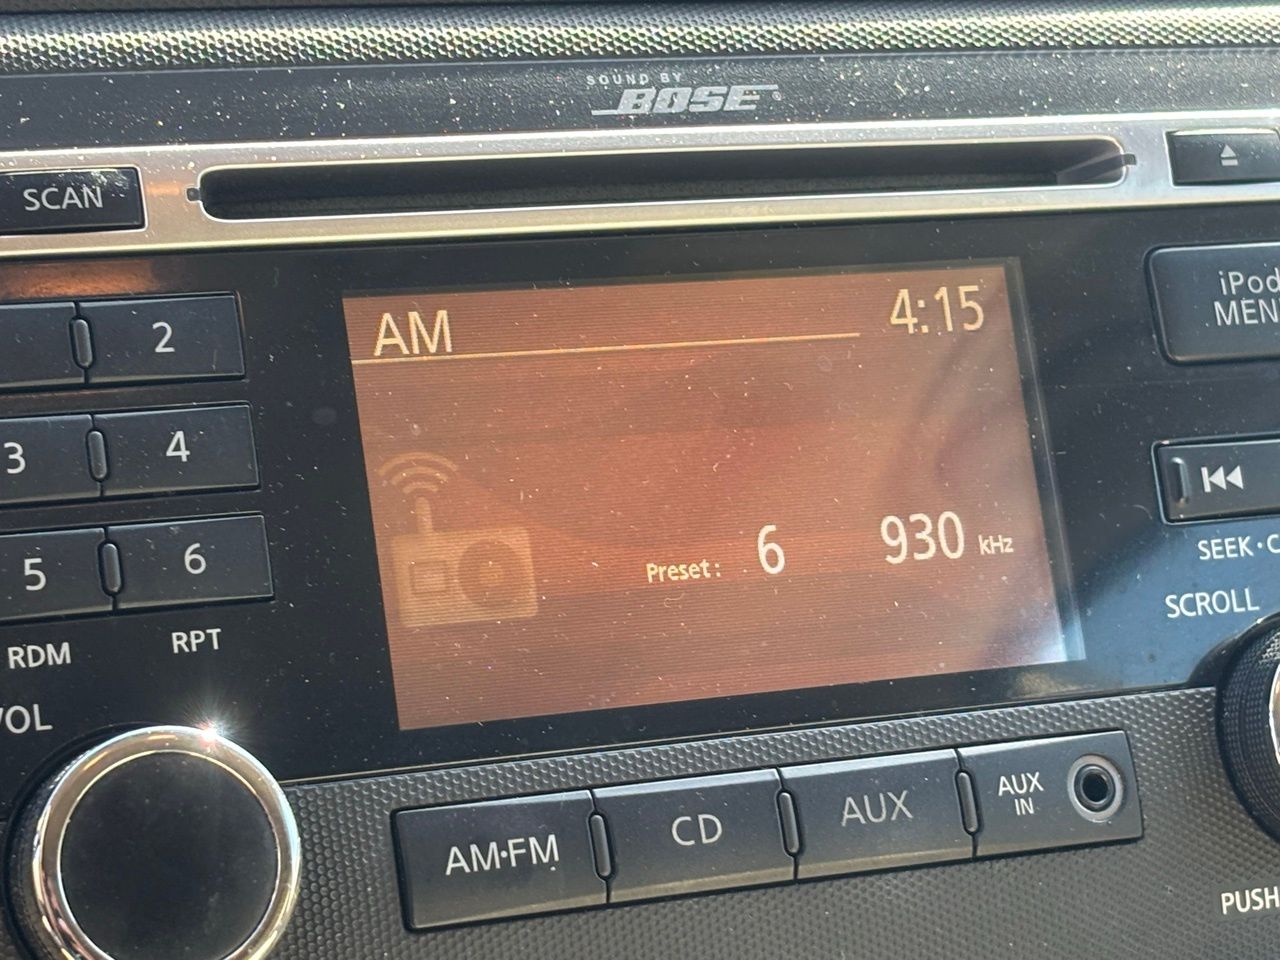 SOUND BY
BOSE
SCAN
iPod
MEN
AM
4:15
2
3
4
5
6
RDM
RPT
Preset: 6 930 kHz
SEEK·C
SCROLL
VOL
AM·FM
CD
AUX
AUX
IN
PUSH